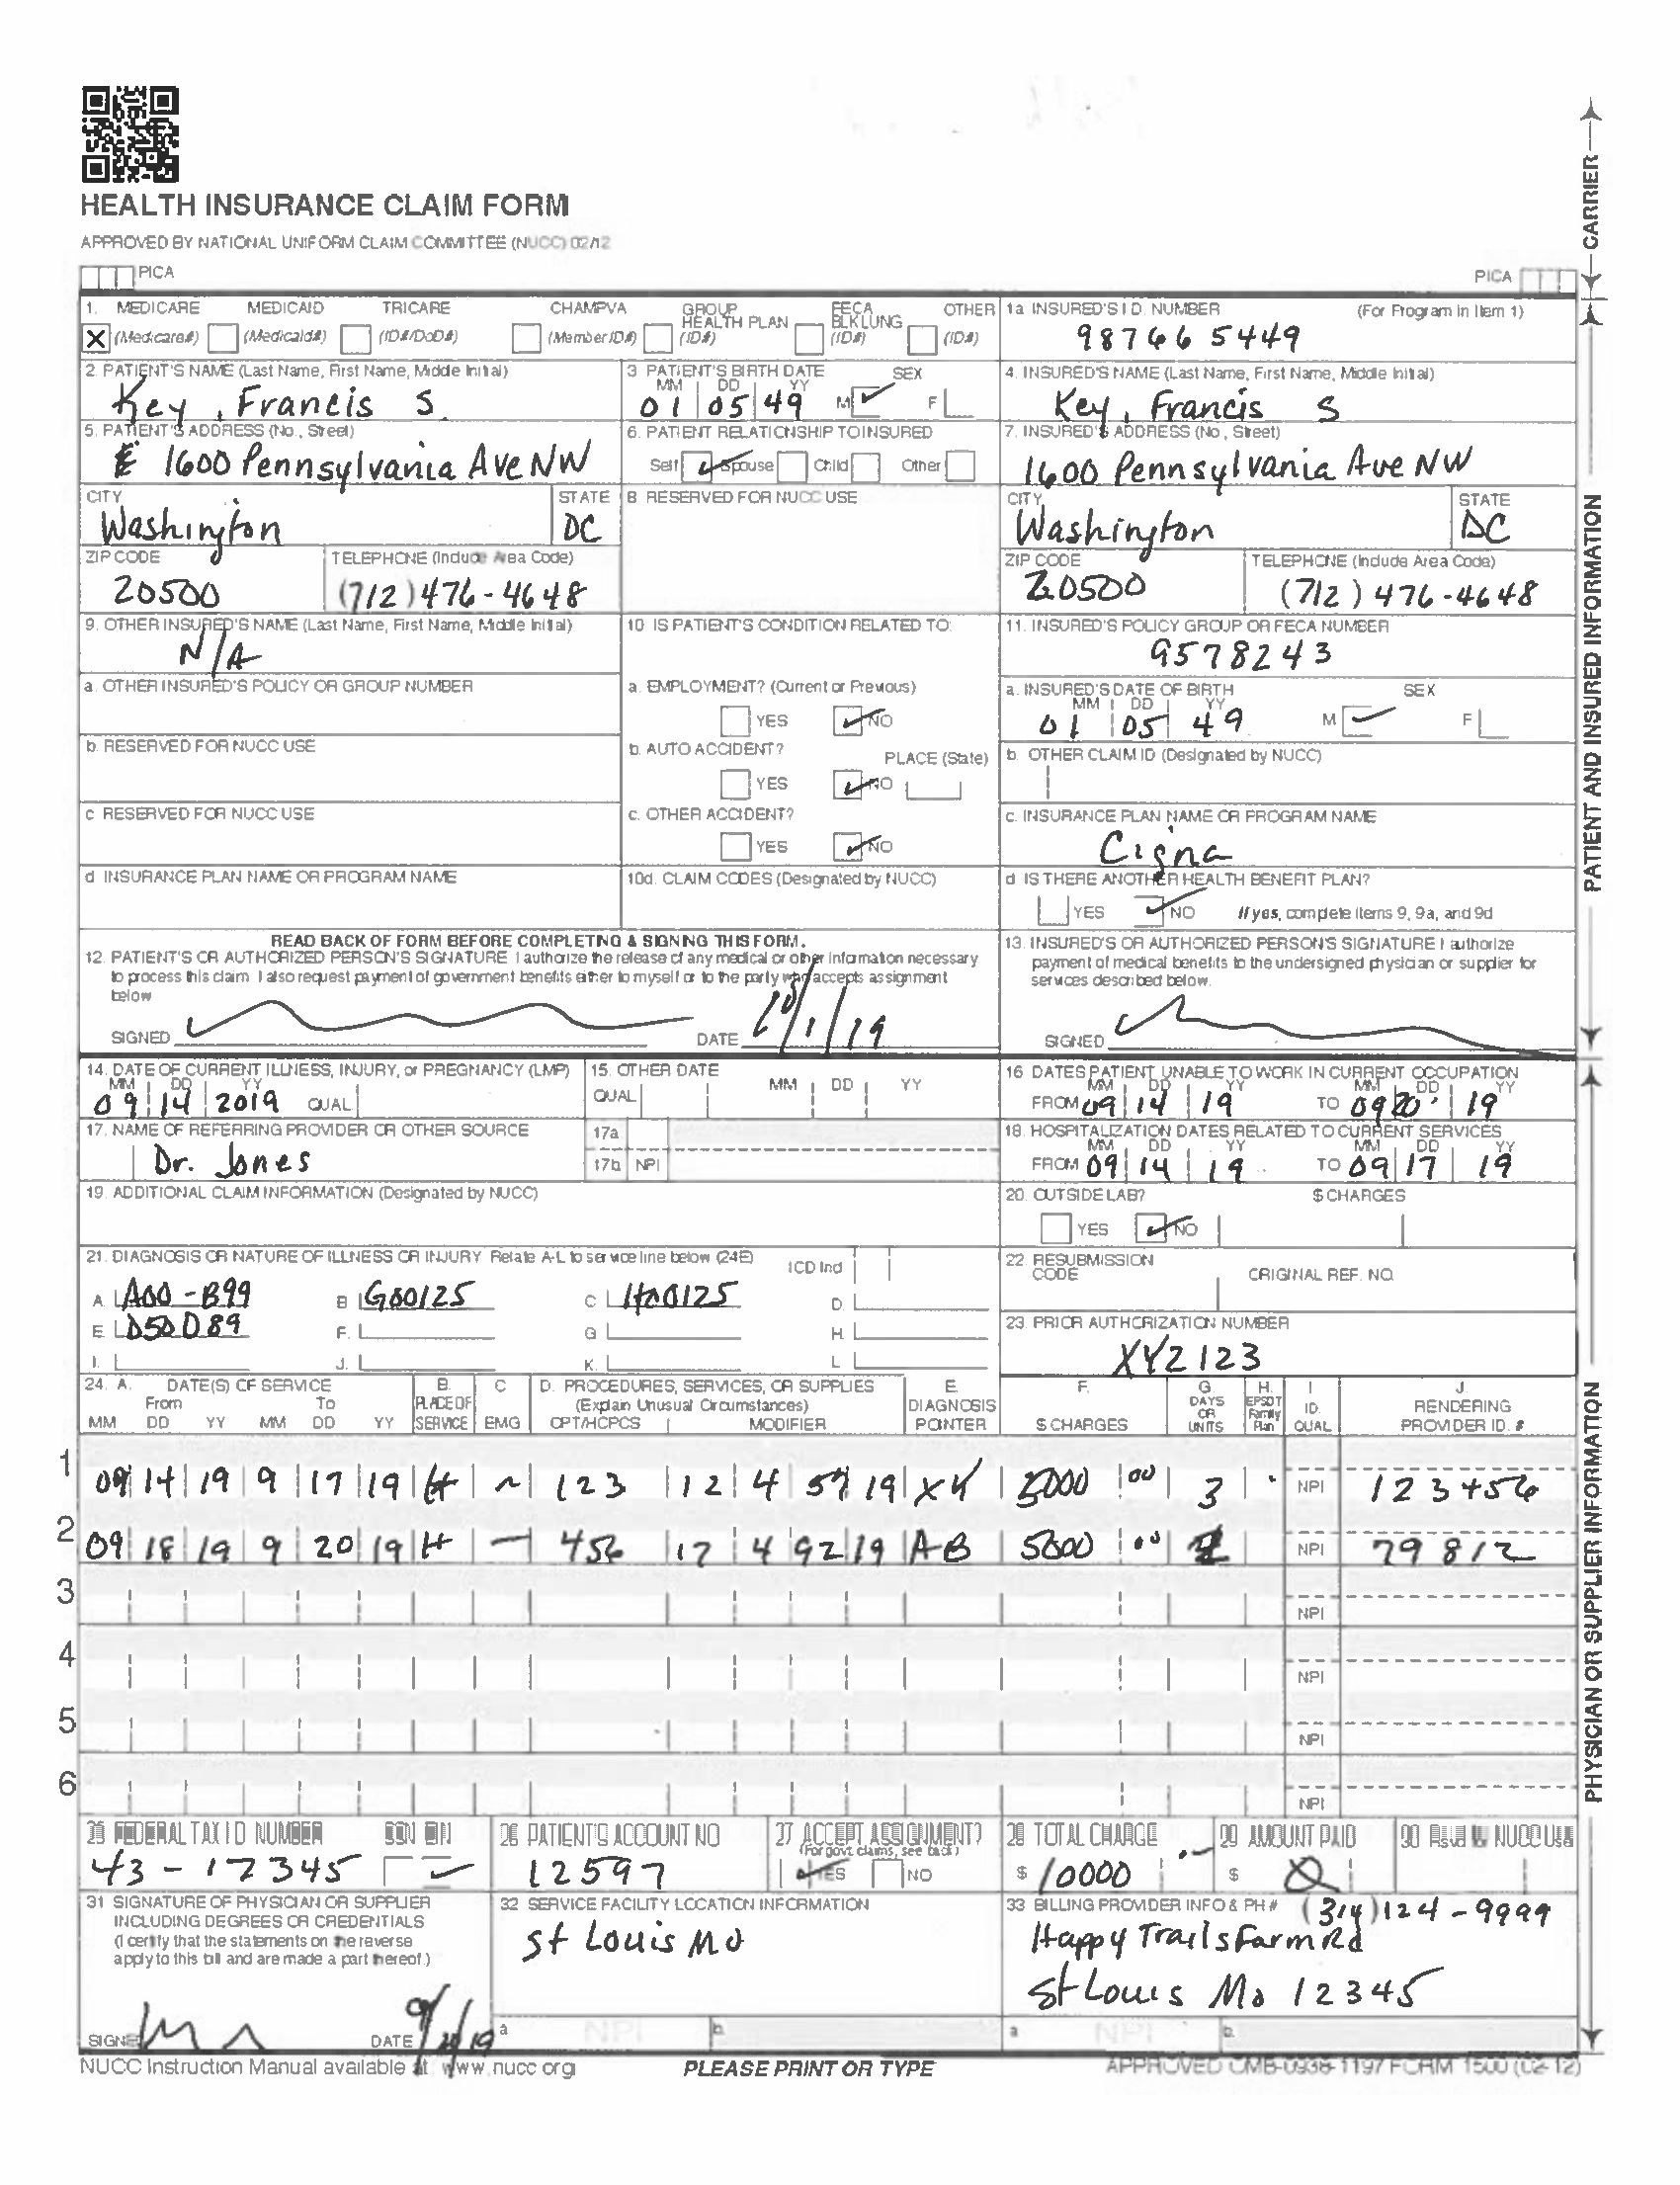 HEALTH INSURANCE CLAIM FORM
APPROVED BY NATIONAL UNIFORM CLAIM COMMITTEE (NUCC) 02/12
PICA PICA
CARRIER
1. MEDICARE MEDICAID TRICARE CHAMPVA GROUP HEALTH PLAN FECA BLK LUNG OTHER
X (Medicare#) (Medicaid#) (ID#/DoD#) (Member ID#) (ID#) (ID#) (ID#)
1a INSURED'S I D. NUMBER (For Program in Item 1)
98766 5449
2. PATIENT'S NAME (Last Name, First Name, Middle Initial)
Key, Francis S.
3 PATIENT'S BIRTH DATE SEX
MM DD YY
01 05 49 M F
4. INSURED'S NAME (Last Name, First Name, Middle Initial)
Key, Francis S
5. PATIENT'S ADDRESS (No., Street)
1600 Pennsylvania Ave NW
6. PATIENT RELATIONSHIP TO INSURED
Self Spouse Child Other
7. INSURED'S ADDRESS (No, Street)
1600 Pennsylvania Ave NW
CITY STATE
Washington DC
8 RESERVED FOR NUCC USE
CITY STATE
Washington DC
ZIP CODE TELEPHONE (Include Area Code)
20500 (712) 476-4648
ZIP CODE TELEPHONE (Include Area Code)
20500 (712) 476-4648
9. OTHER INSURED'S NAME (Last Name, First Name, Middle Initial)
N/A
10 IS PATIENT'S CONDITION RELATED TO:
11. INSURED'S POLICY GROUP OR FECA NUMBER
9578243
a. OTHER INSURED'S POLICY OR GROUP NUMBER
a. EMPLOYMENT? (Current or Previous)
YES NO
a. INSURED'S DATE OF BIRTH SEX
MM DD YY
01 05 49 M F
b. RESERVED FOR NUCC USE
b. AUTO ACCIDENT? PLACE (State)
YES NO
b. OTHER CLAIM ID (Designated by NUCC)
c RESERVED FOR NUCC USE
c. OTHER ACCIDENT?
YES NO
c. INSURANCE PLAN NAME OR PROGRAM NAME
Cigna
d INSURANCE PLAN NAME OR PROGRAM NAME
10d. CLAIM CODES (Designated by NUCC)
d IS THERE ANOTHER HEALTH BENEFIT PLAN?
YES NO If yes, complete items 9, 9a, and 9d
PATIENT AND INSURED INFORMATION
READ BACK OF FORM BEFORE COMPLETING & SIGNING THIS FORM.
12. PATIENT'S OR AUTHORIZED PERSON'S SIGNATURE I authorize the release of any medical or other information necessary
to process this claim I also request payment of government benefits either to myself or to the party who accepts assignment
below
SIGNED DATE 10/1/19
13. INSURED'S OR AUTHORIZED PERSON'S SIGNATURE I authorize
payment of medical benefits to the undersigned physician or supplier for
services described below.
SIGNED
14. DATE OF CURRENT ILLNESS, INJURY, or PREGNANCY (LMP)
MM DD YY
09 14 2019 QUAL
15. OTHER DATE
QUAL MM DD YY
16 DATES PATIENT UNABLE TO WORK IN CURRENT OCCUPATION
MM DD YY MM DD YY
FROM 09 14 19 TO 09 20 19
17. NAME OF REFERRING PROVIDER OR OTHER SOURCE
Dr. Jones
17a
17b NPI
18. HOSPITALIZATION DATES RELATED TO CURRENT SERVICES
MM DD YY MM DD YY
FROM 09 14 19 TO 09 17 19
19. ADDITIONAL CLAIM INFORMATION (Designated by NUCC)
20. OUTSIDE LAB? $ CHARGES
YES NO
21. DIAGNOSIS OR NATURE OF ILLNESS OR INJURY Relate A-L to service line below (24E) ICD Ind
A. A00-B99 B G00125 C H00125 D.
E D50D89 F. G H.
I. J. K. L
22. RESUBMISSION CODE ORIGINAL REF. NO.
23. PRIOR AUTHORIZATION NUMBER
XYZ123
24. A. DATE(S) OF SERVICE B. C D. PROCEDURES, SERVICES, OR SUPPLIES E. F. G. H. I J.
From To PLACE OF (Explain Unusual Circumstances) DIAGNOSIS DAYS OR EPSDT Family ID. RENDERING
MM DD YY MM DD YY SERVICE EMG CPT/HCPCS MODIFIER POINTER $ CHARGES UNITS Plan QUAL PROVIDER ID. #
1 09 14 19 9 17 19 H ~ 123 12 4 57 19 5000 00 3 NPI 123456
2 09 18 19 9 20 19 H — 456 17 4 92 19 AB 5000 00 NPI 79812
3 NPI
4 NPI
5 NPI
6 NPI
PHYSICIAN OR SUPPLIER INFORMATION
25 FEDERAL TAX I D NUMBER SSN EIN
43-12345
26 PATIENT'S ACCOUNT NO
12597
27 ACCEPT ASSIGNMENT?
(For govt. claims, see back)
YES NO
28 TOTAL CHARGE
$ 10000
29 AMOUNT PAID
$ 0
30 Rsvd for NUCC Use
31 SIGNATURE OF PHYSICIAN OR SUPPLIER
INCLUDING DEGREES OR CREDENTIALS
(I certify that the statements on the reverse
apply to this bill and are made a part thereof.)
SIGNED DATE
32 SERVICE FACILITY LOCATION INFORMATION
St Louis Mo
a NPI b.
33 BILLING PROVIDER INFO & PH # (314) 124-9999
Happy Trails Farm Rd
St Louis Mo 12345
a NPI b.
NUCC Instruction Manual available at www.nucc.org
PLEASE PRINT OR TYPE
APPROVED OMB-0938-1197 FORM 1500 (02-12)